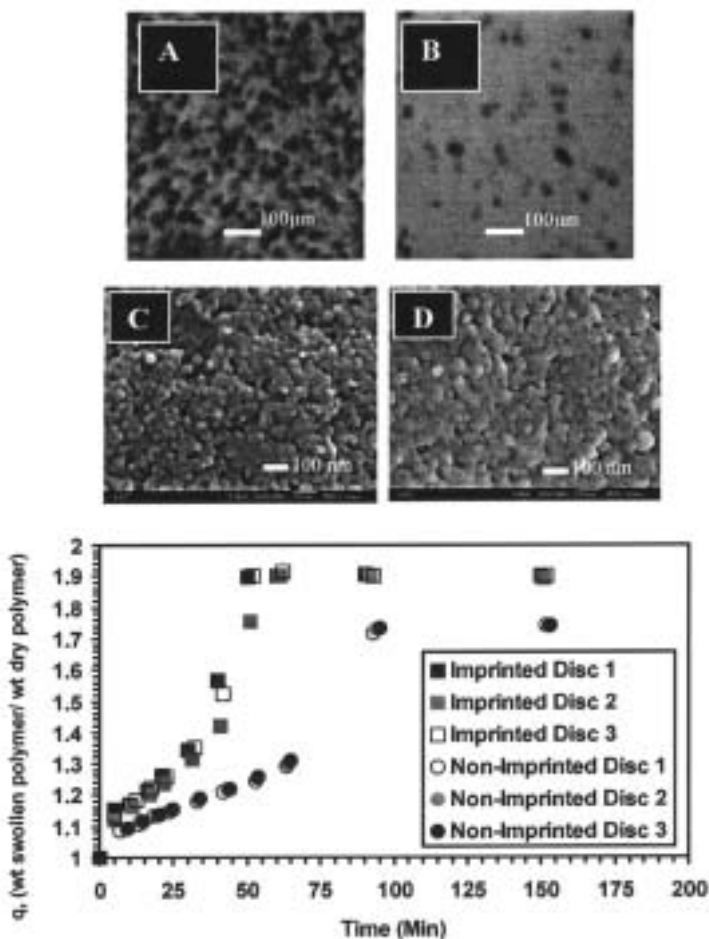 A
B
100μm
100μm
C
D
100 nm
100 nm
q, (wt swollen polymer/ wt dry polymer)
2
1.9
1.8
1.7
1.6
1.5
1.4
1.3
1.2
1.1
1
Imprinted Disc 1
Imprinted Disc 2
Imprinted Disc 3
Non-Imprinted Disc 1
Non-Imprinted Disc 2
Non-Imprinted Disc 3
0
25
50
75
100
125
150
175
200
Time (Min)